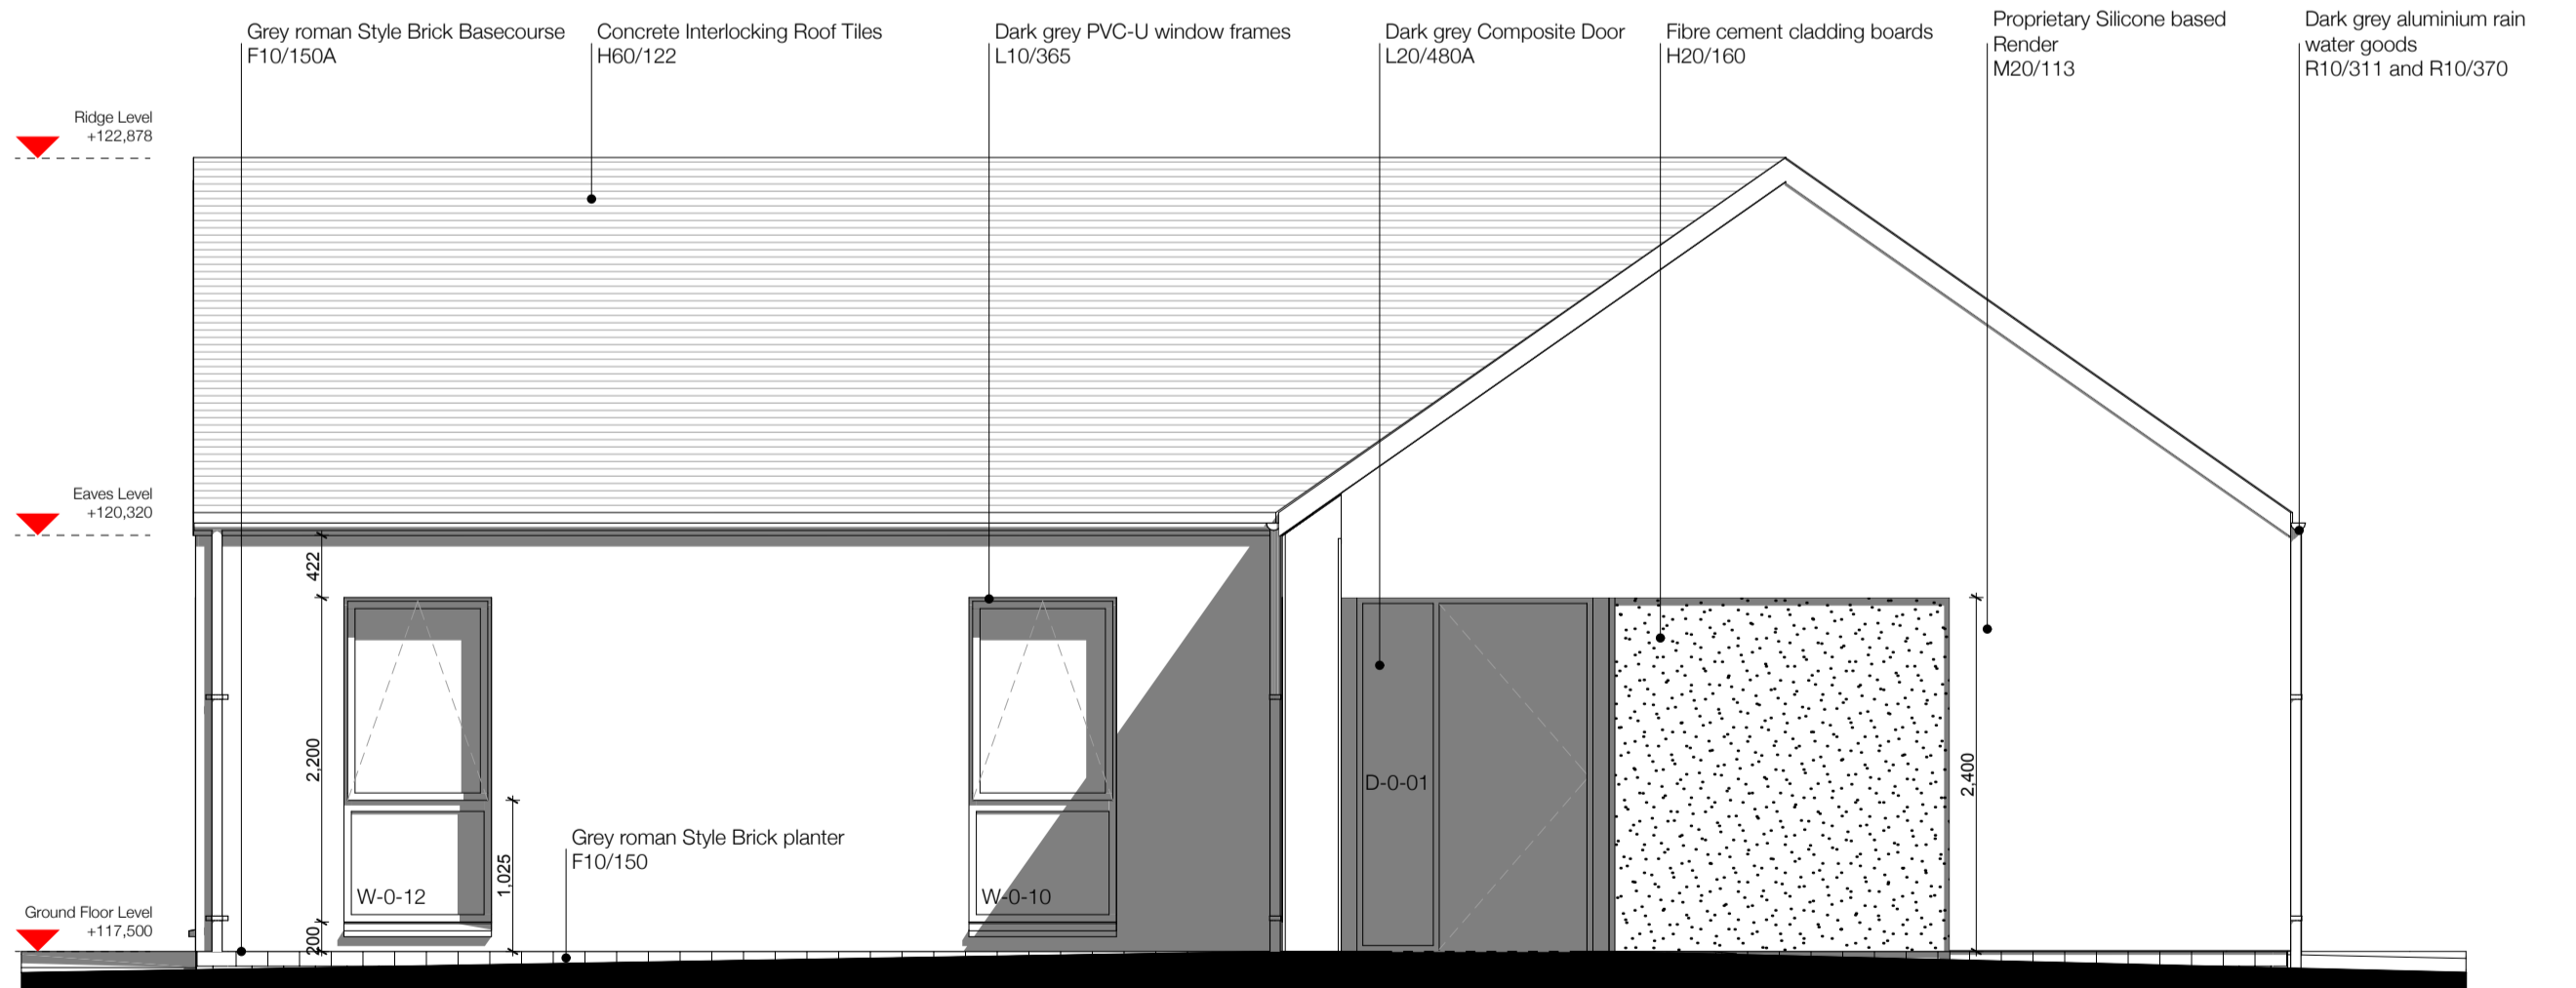 Grey roman Style Brick Basecourse
F10/150A
Concrete Interlocking Roof Tiles
H60/122
Dark grey PVC-U window frames
L10/365
Dark grey Composite Door
L20/480A
Fibre cement cladding boards
H20/160
Proprietary Silicone based
Render
M20/113
Dark grey aluminium rain
water goods
R10/311 and R10/370
Ridge Level
+122,878
Eaves Level
+120,320
422
2,200
200
1,025
W-0-12
Grey roman Style Brick planter
F10/150
W-0-10
D-0-01
2,400
Ground Floor Level
+117,500